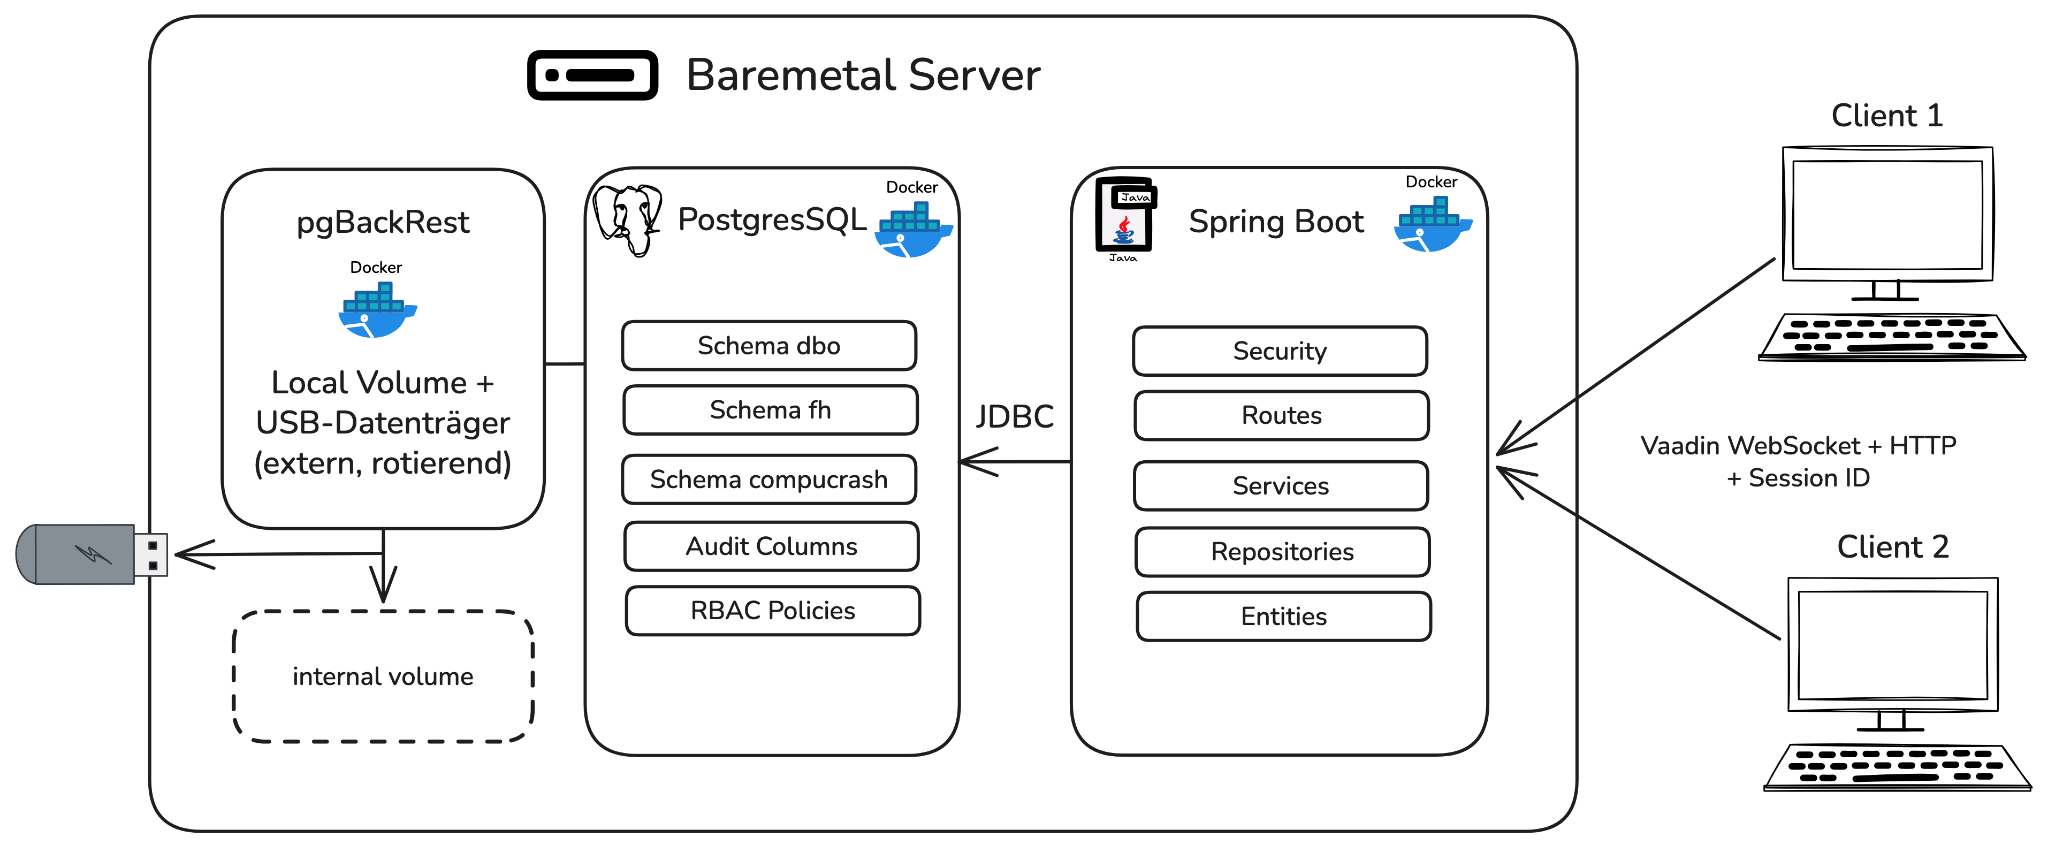 Baremetal Server
pgBackRest
Docker
Local Volume +
USB-Datenträger
(extern, rotierend)
internal volume
PostgresSQL
Docker
Schema dbo
Schema fh
Schema compucrash
Audit Columns
RBAC Policies
JDBC
Java
Java
Spring Boot
Docker
Security
Routes
Services
Repositories
Entities
Client 1
Vaadin WebSocket + HTTP
+ Session ID
Client 2